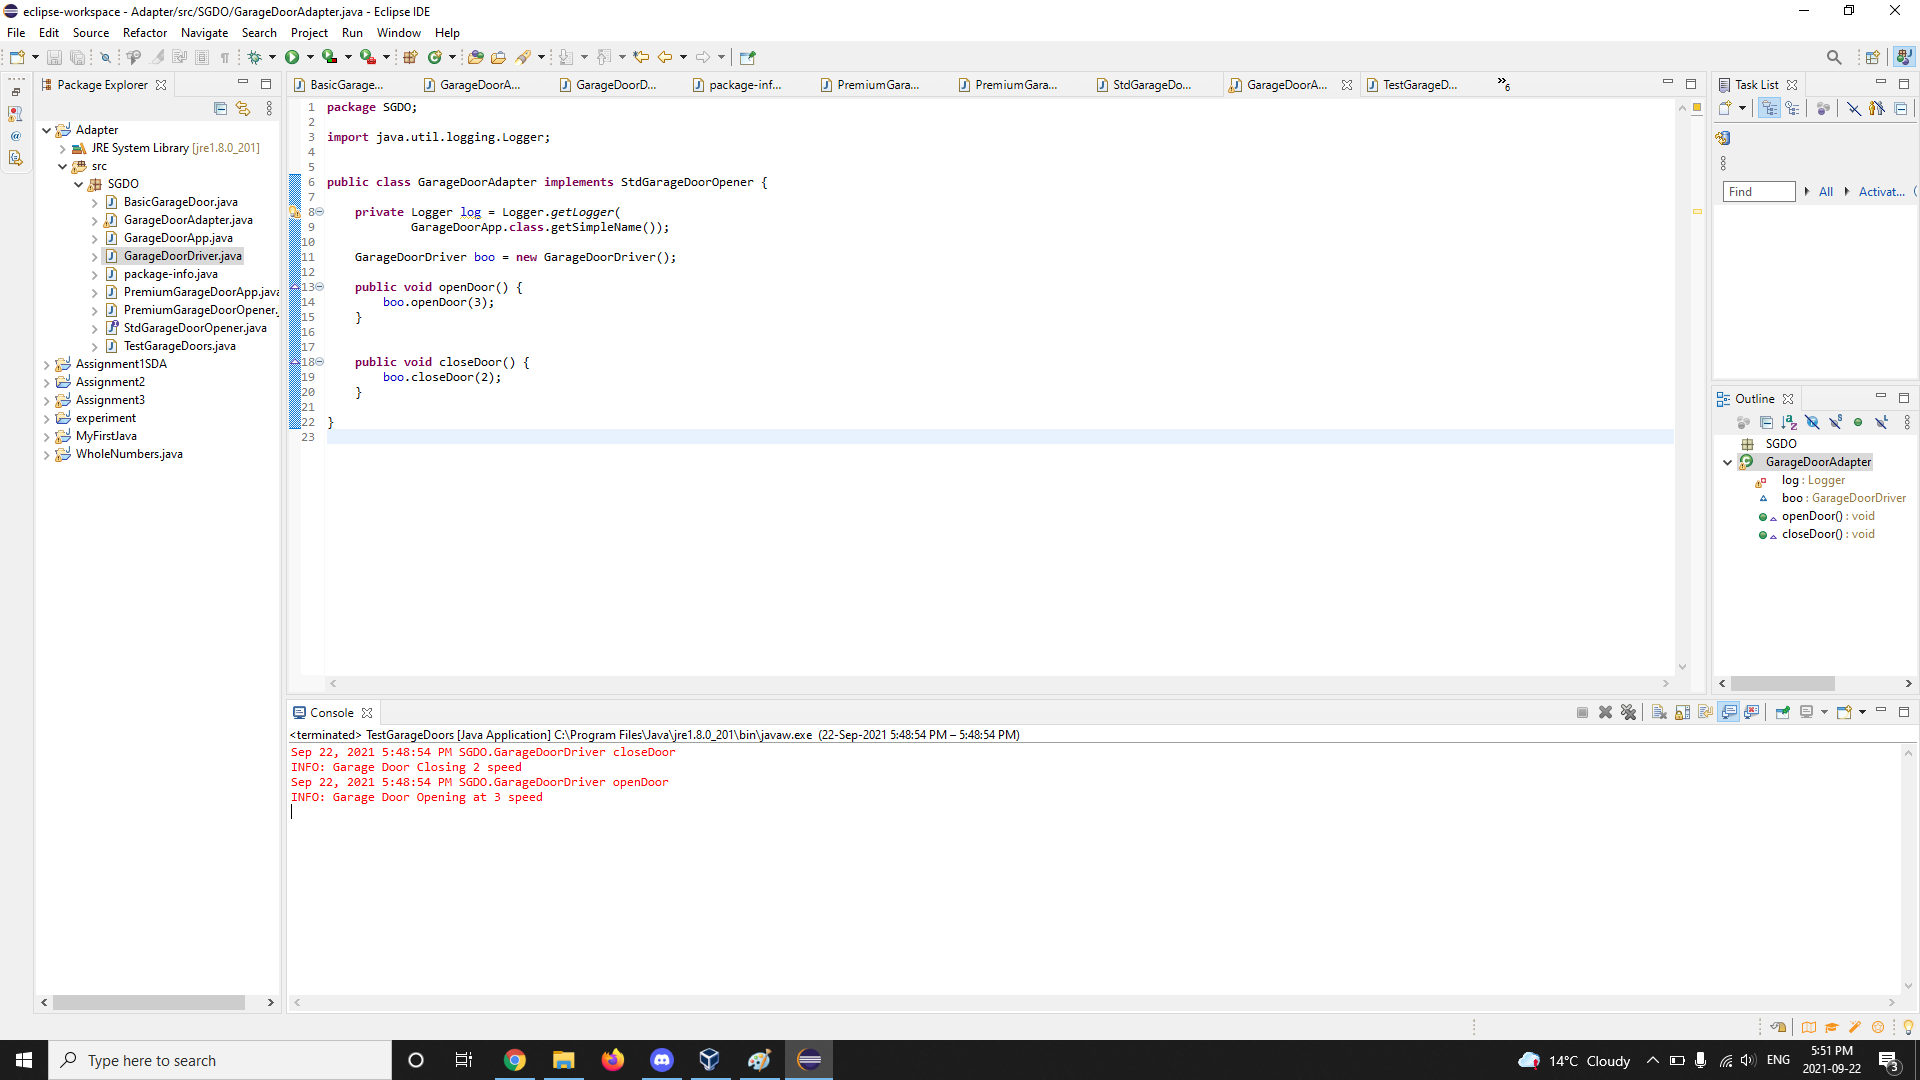 eclipse-workspace - Adapter/src/SGDO/GarageDoorAdapter.java - Eclipse IDE
File Edit Source Refactor Navigate Search Project Run Window Help
Package Explorer
Adapter
JRE System Library [jre1.8.0_201]
src
SGDO
BasicGarageDoor.java
GarageDoorAdapter.java
GarageDoorApp.java
GarageDoorDriver.java
package-info.java
PremiumGarageDoorApp.java
PremiumGarageDoorOpener.
StdGarageDoorOpener.java
TestGarageDoors.java
Assignment1SDA
Assignment2
Assignment3
experiment
MyFirstJava
WholeNumbers.java
BasicGarage... GarageDoorA... GarageDoorD... package-inf... PremiumGara... PremiumGara... StdGarageDo... GarageDoorA... TestGarageD... »6
1 package SGDO;
2
3 import java.util.logging.Logger;
4
5
6 public class GarageDoorAdapter implements StdGarageDoorOpener {
7
8 private Logger log = Logger.getLogger(
9 GarageDoorApp.class.getSimpleName());
10
11 GarageDoorDriver boo = new GarageDoorDriver();
12
13 public void openDoor() {
14 boo.openDoor(3);
15 }
16
17
18 public void closeDoor() {
19 boo.closeDoor(2);
20 }
21
22 }
23
Task List
Find All Activat...
Outline
SGDO
GarageDoorAdapter
log : Logger
boo : GarageDoorDriver
openDoor() : void
closeDoor() : void
Console
<terminated> TestGarageDoors [Java Application] C:\Program Files\Java\jre1.8.0_201\bin\javaw.exe (22-Sep-2021 5:48:54 PM – 5:48:54 PM)
Sep 22, 2021 5:48:54 PM SGDO.GarageDoorDriver closeDoor
INFO: Garage Door Closing 2 speed
Sep 22, 2021 5:48:54 PM SGDO.GarageDoorDriver openDoor
INFO: Garage Door Opening at 3 speed
Type here to search
14°C Cloudy
ENG
5:51 PM
2021-09-22
3